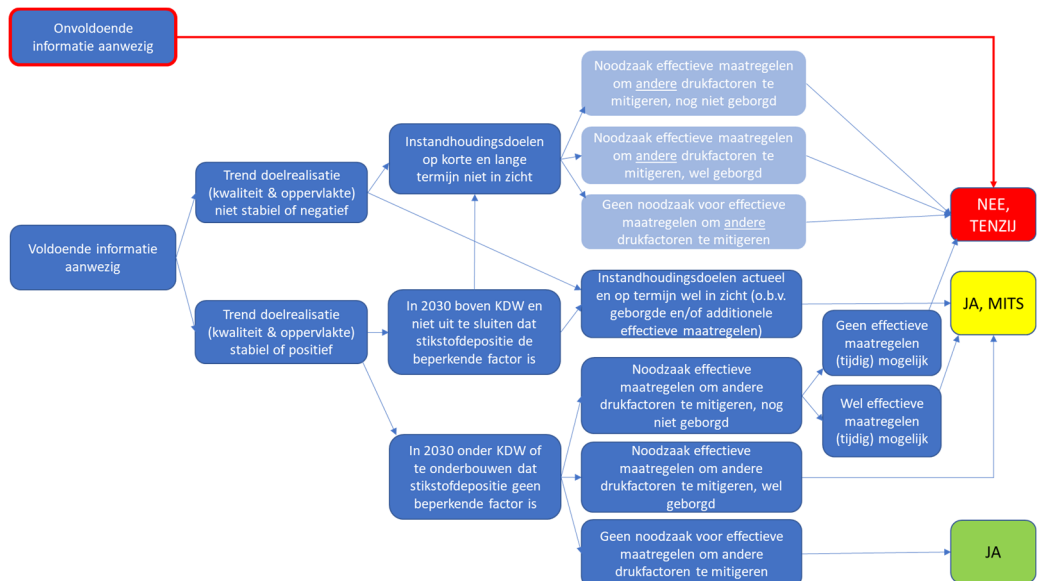 Onvoldoende
informatie aanwezig
Noodzaak effectieve maatregelen
om andere drukfactoren te
mitigeren, nog niet geborgd
Instandhoudingsdoelen
op korte en lange
termijn niet in zicht
Noodzaak effectieve maatregelen
om andere drukfactoren te
mitigeren, wel geborgd
Trend doelrealisatie
(kwaliteit & oppervlakte)
niet stabiel of negatief
Geen noodzaak voor effectieve
maatregelen om andere
drukfactoren te mitigeren
NEE,
TENZIJ
Voldoende informatie
aanwezig
Instandhoudingsdoelen actueel
en op termijn wel in zicht (o.b.v.
geborgde en/of additionele
effectieve maatregelen)
JA, MITS
Trend doelrealisatie
(kwaliteit & oppervlakte)
stabiel of positief
In 2030 boven KDW en
niet uit te sluiten dat
stikstofdepositie de
beperkende factor is
Geen effectieve
maatregelen
(tijdig) mogelijk
Noodzaak effectieve
maatregelen om andere
drukfactoren te mitigeren, nog
niet geborgd
Wel effectieve
maatregelen
(tijdig) mogelijk
In 2030 onder KDW of
te onderbouwen dat
stikstofdepositie geen
beperkende factor is
Noodzaak effectieve
maatregelen om andere
drukfactoren te mitigeren, wel
geborgd
Geen noodzaak voor effectieve
maatregelen om andere
drukfactoren te mitigeren
JA